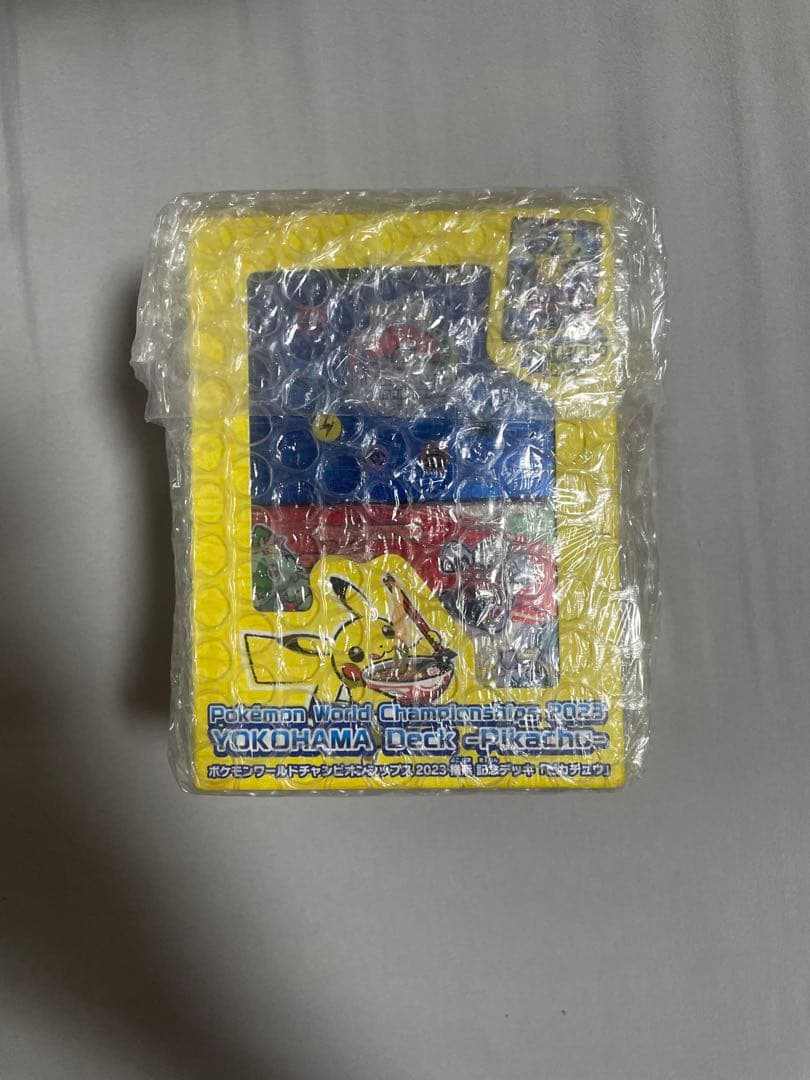 Pokémon World Championships 2023
YOKOHAMA Deck -Pikachu-
ポケモンワールドチャンピオンシップス2023 横浜 記念デッキ 「ピカチュウ」